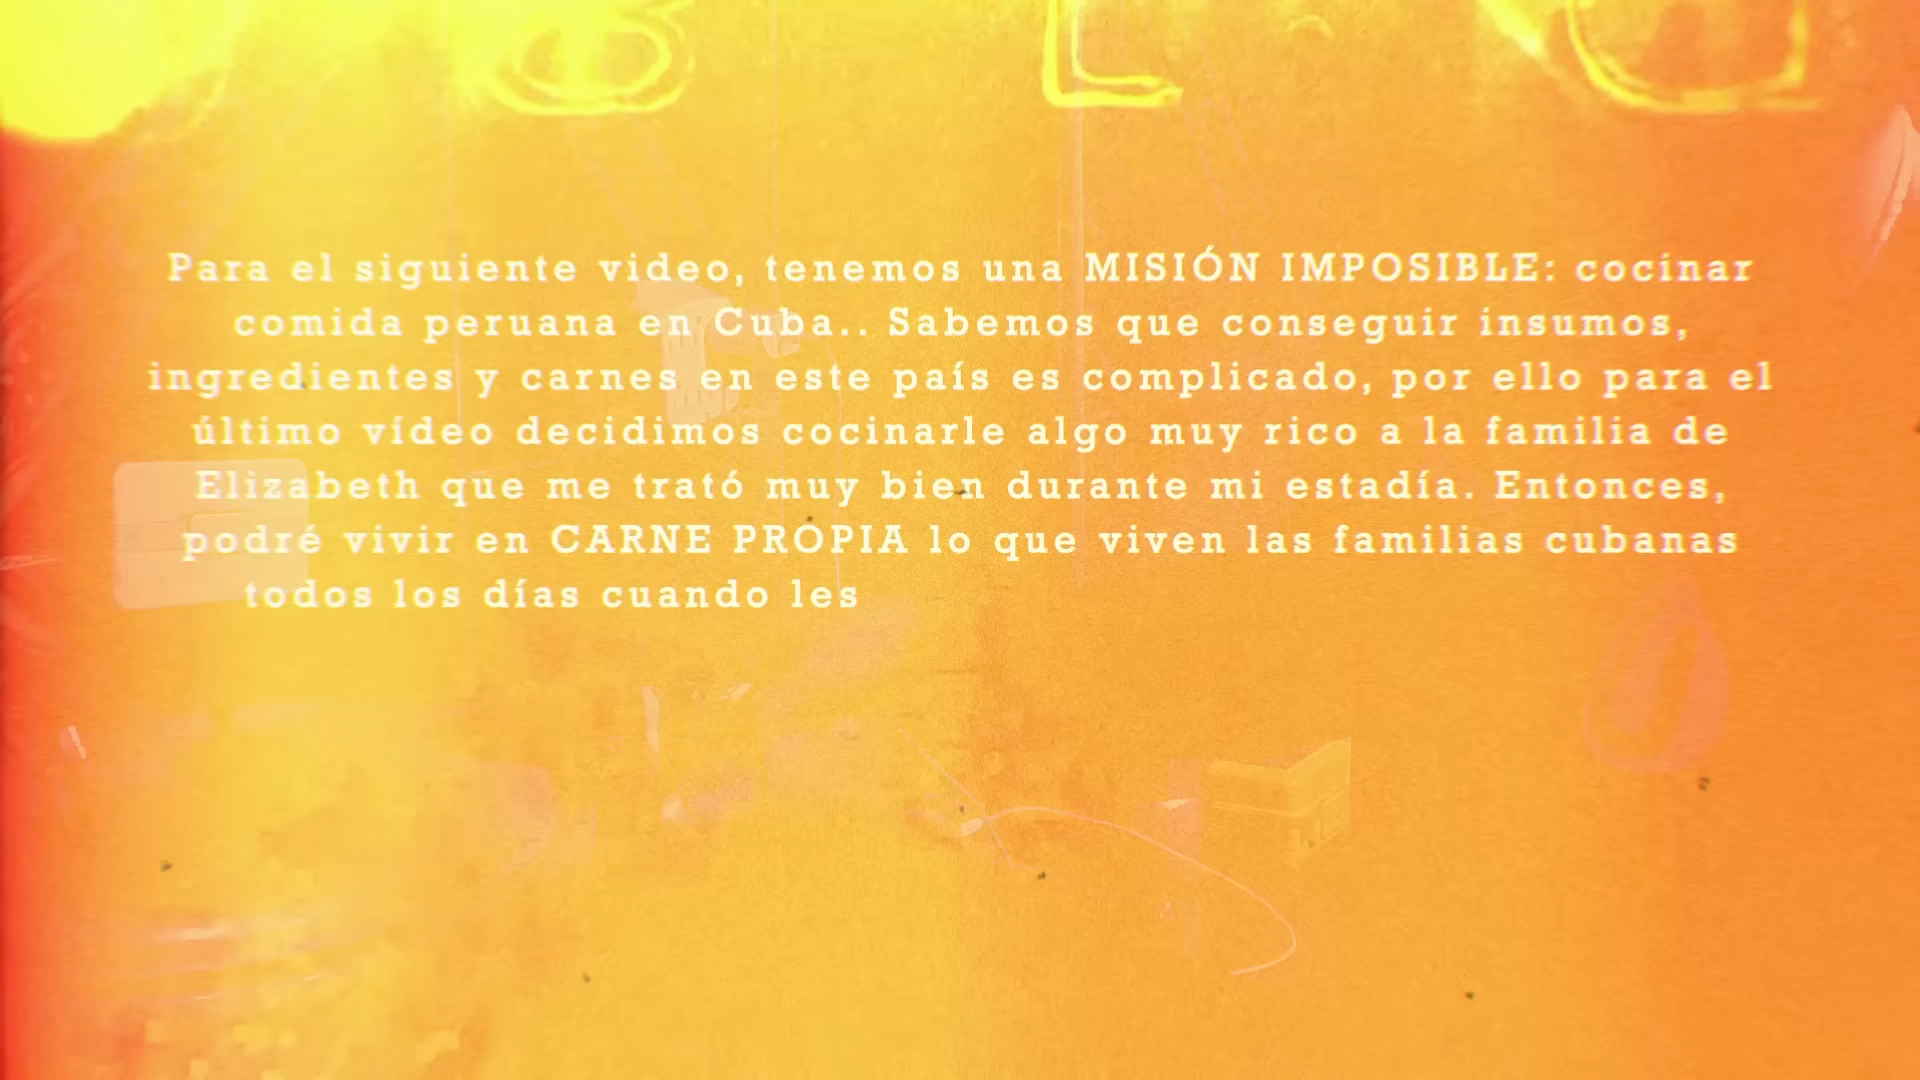 Para el siguiente video, tenemos una MISIÓN IMPOSIBLE: cocinar
comida peruana en Cuba.. Sabemos que conseguir insumos,
ingredientes y carnes en este país es complicado, por ello para el
último vídeo decidimos cocinarle algo muy rico a la familia de
Elizabeth que me trató muy bien durante mi estadía. Entonces,
podré vivir en CARNE PROPIA lo que viven las familias cubanas
todos los días cuando les